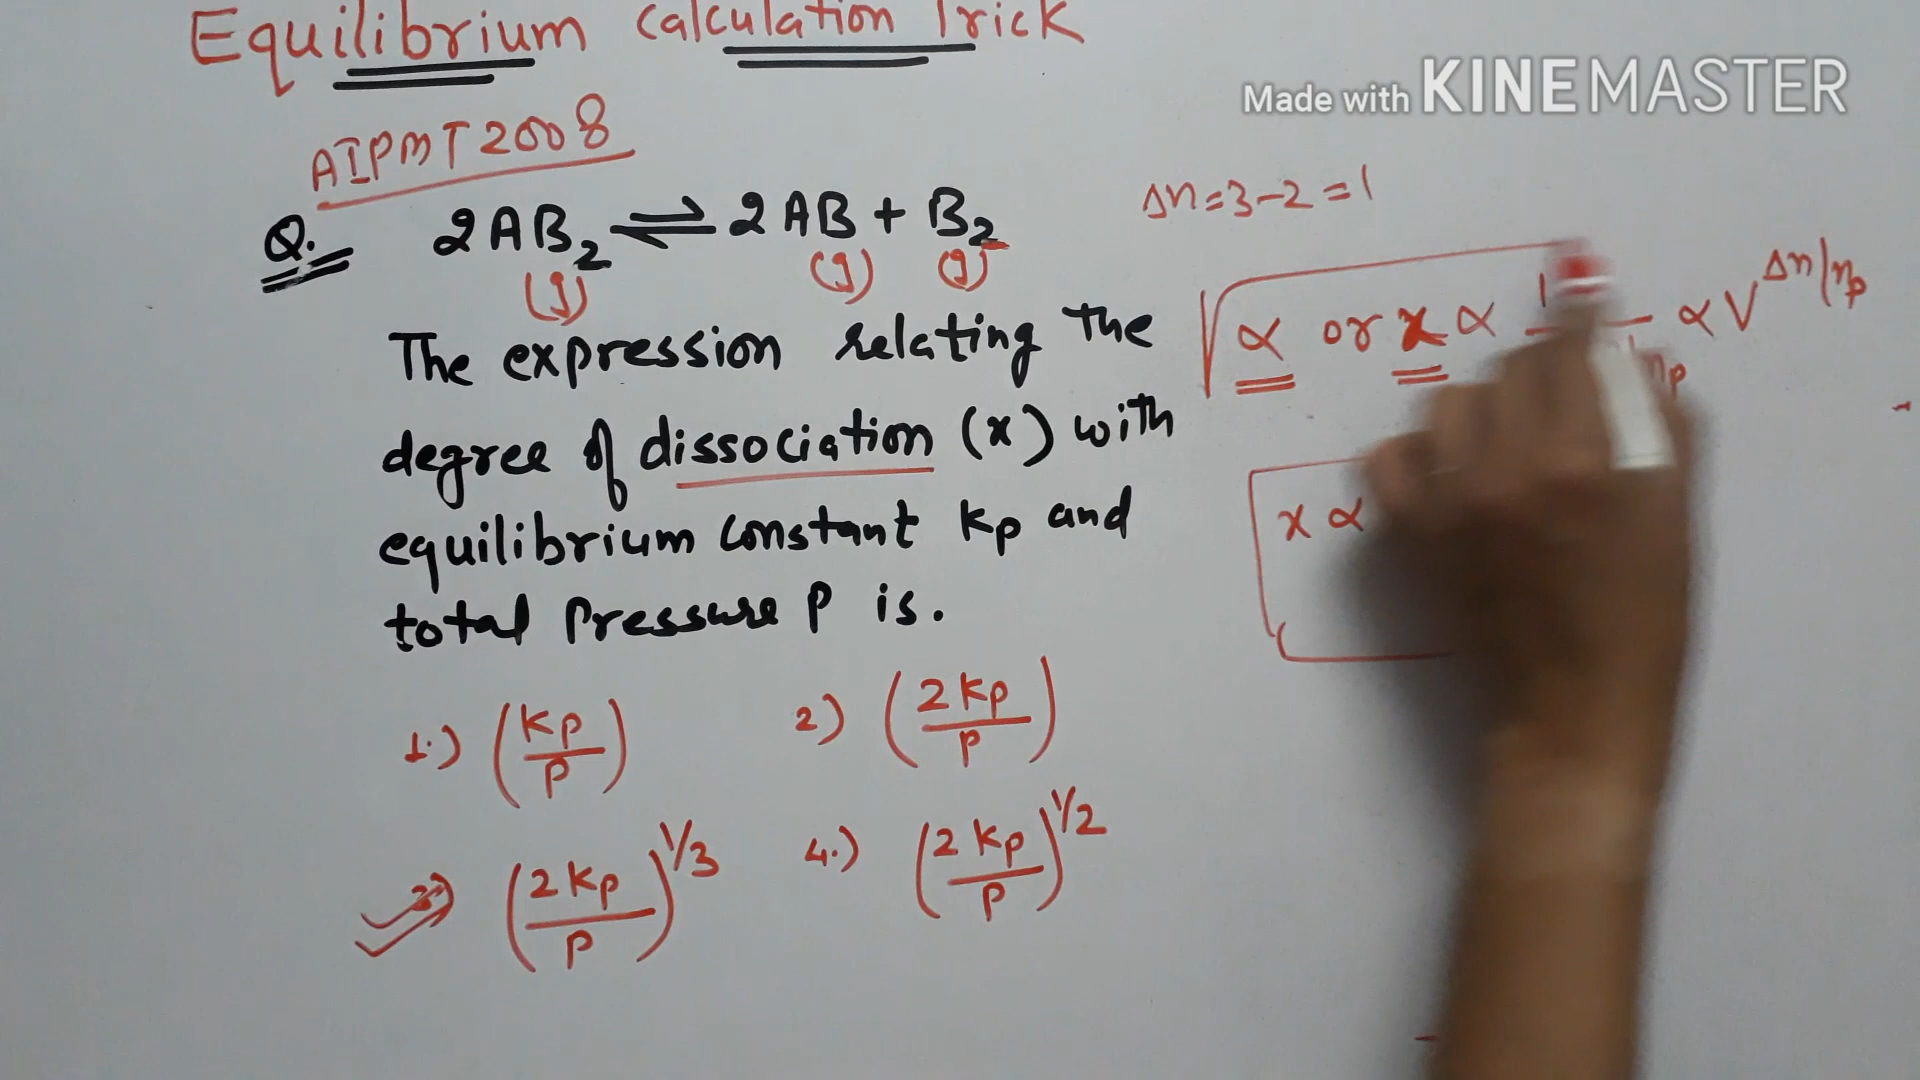 Equilibrium Calculation Trick
Made with KINEMASTER
AIPMT 2008
Δn = 3 - 2 = 1
Q. 2AB₂ ⇌ 2AB + B₂
(g) (g) (g)
α or x ∝ 1 ∝ V^Δn/np
np
The expression relating the
degree of dissociation (x) with
x ∝
equilibrium constant kp and
total Pressure P is.
1.) (kp/P) 2) (2kp/P)
3) (2kp/P)^1/3 4.) (2kp/P)^1/2